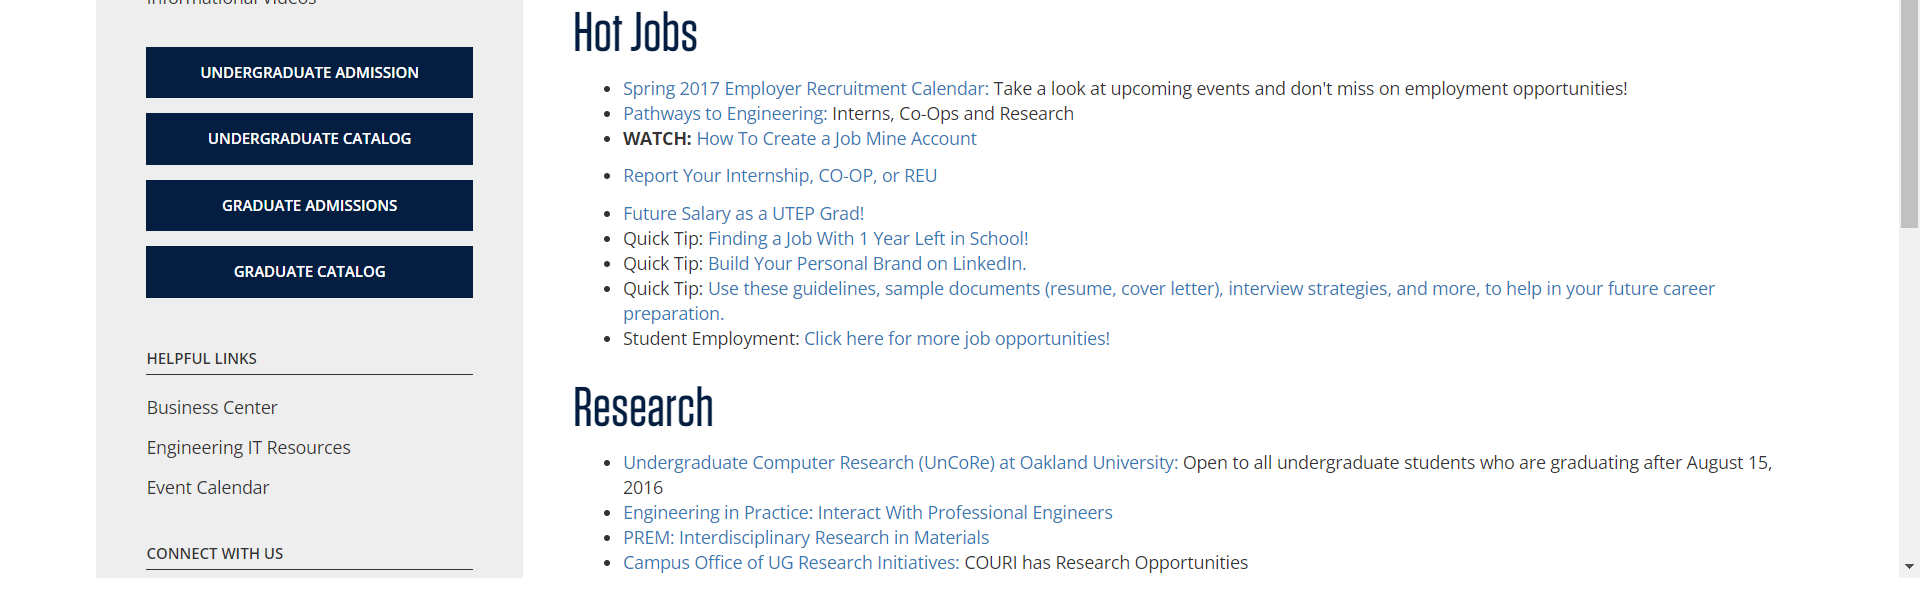 Informational Videos
UNDERGRADUATE ADMISSION
UNDERGRADUATE CATALOG
GRADUATE ADMISSIONS
GRADUATE CATALOG
HELPFUL LINKS
Business Center
Engineering IT Resources
Event Calendar
CONNECT WITH US
Hot Jobs
Spring 2017 Employer Recruitment Calendar: Take a look at upcoming events and don't miss on employment opportunities!
Pathways to Engineering: Interns, Co-Ops and Research
WATCH: How To Create a Job Mine Account
Report Your Internship, CO-OP, or REU
Future Salary as a UTEP Grad!
Quick Tip: Finding a Job With 1 Year Left in School!
Quick Tip: Build Your Personal Brand on LinkedIn.
Quick Tip: Use these guidelines, sample documents (resume, cover letter), interview strategies, and more, to help in your future career
preparation.
Student Employment: Click here for more job opportunities!
Research
Undergraduate Computer Research (UnCoRe) at Oakland University: Open to all undergraduate students who are graduating after August 15,
2016
Engineering in Practice: Interact With Professional Engineers
PREM: Interdisciplinary Research in Materials
Campus Office of UG Research Initiatives: COURI has Research Opportunities